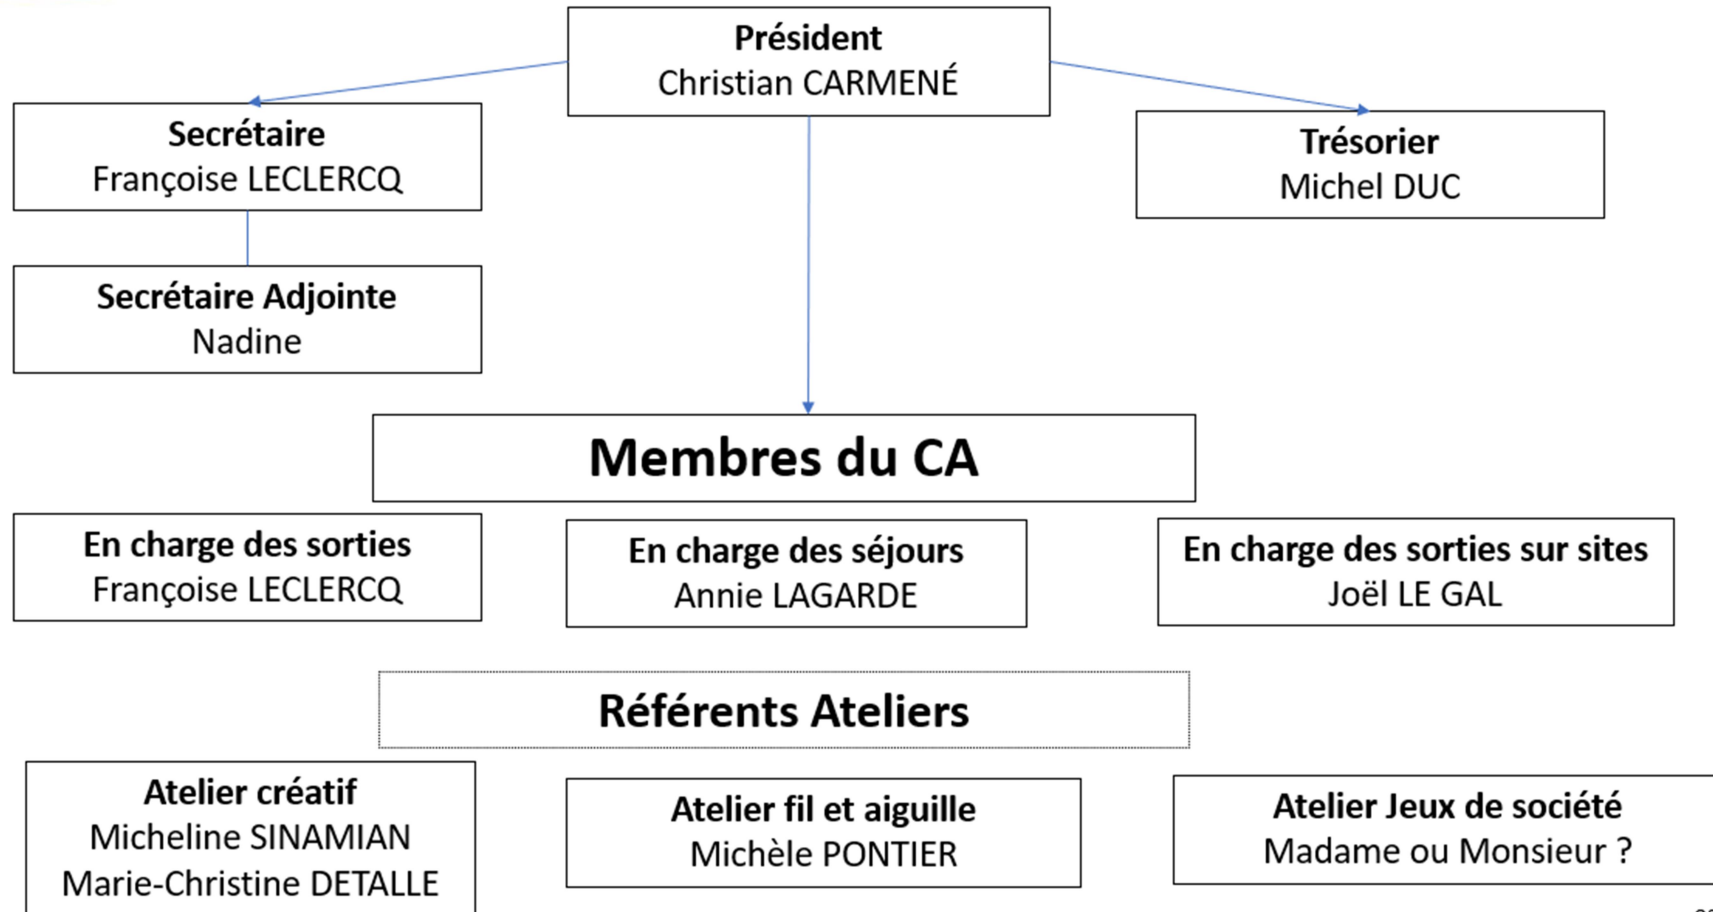 Président
Christian CARMENÉ
Secrétaire
Françoise LECLERCQ
Trésorier
Michel DUC
Secrétaire Adjointe
Nadine
Membres du CA
En charge des sorties
Françoise LECLERCQ
En charge des séjours
Annie LAGARDE
En charge des sorties sur sites
Joël LE GAL
Référents Ateliers
Atelier créatif
Micheline SINAMIAN
Marie-Christine DETALLE
Atelier fil et aiguille
Michèle PONTIER
Atelier Jeux de société
Madame ou Monsieur ?